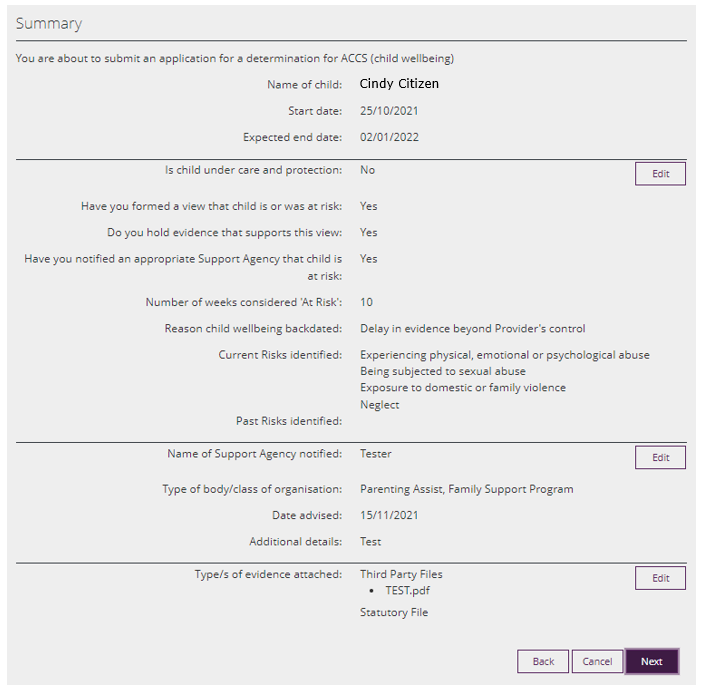 Summary
You are about to submit an application for a determination for ACCS (child wellbeing)
Name of child: Cindy Citizen
Start date: 25/10/2021
Expected end date: 02/01/2022
Is child under care and protection: No Edit
Have you formed a view that child is or was at risk: Yes
Do you hold evidence that supports this view: Yes
Have you notified an appropriate Support Agency that child is Yes
at risk:
Number of weeks considered 'At Risk': 10
Reason child wellbeing backdated: Delay in evidence beyond Provider's control
Current Risks identified: Experiencing physical, emotional or psychological abuse
Being subjected to sexual abuse
Exposure to domestic or family violence
Neglect
Past Risks identified:
Name of Support Agency notified: Tester Edit
Type of body/class of organisation: Parenting Assist, Family Support Program
Date advised: 15/11/2021
Additional details: Test
Type/s of evidence attached: Third Party Files Edit
• TEST.pdf
Statutory File
Back Cancel Next